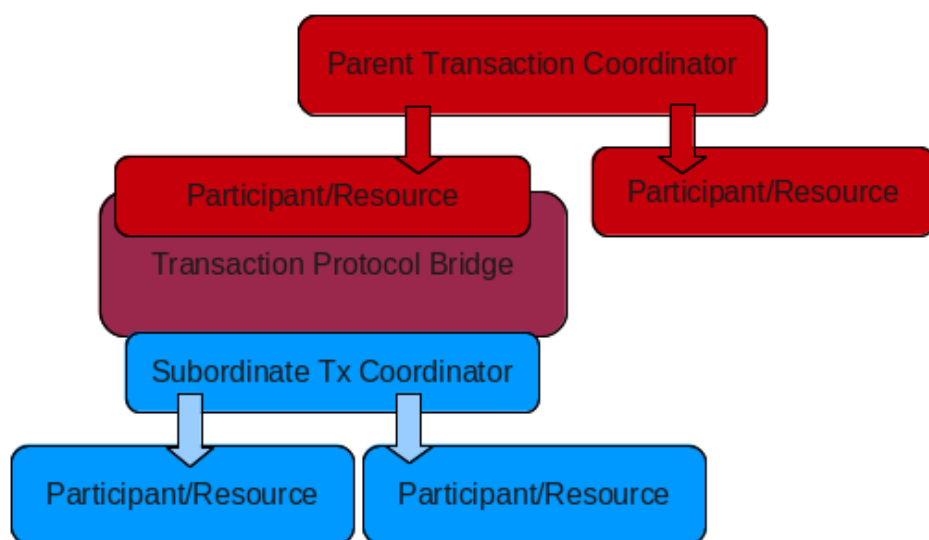 Parent Transaction Coordinator
Participant/Resource
Participant/Resource
Transaction Protocol Bridge
Subordinate Tx Coordinator
Participant/Resource
Participant/Resource